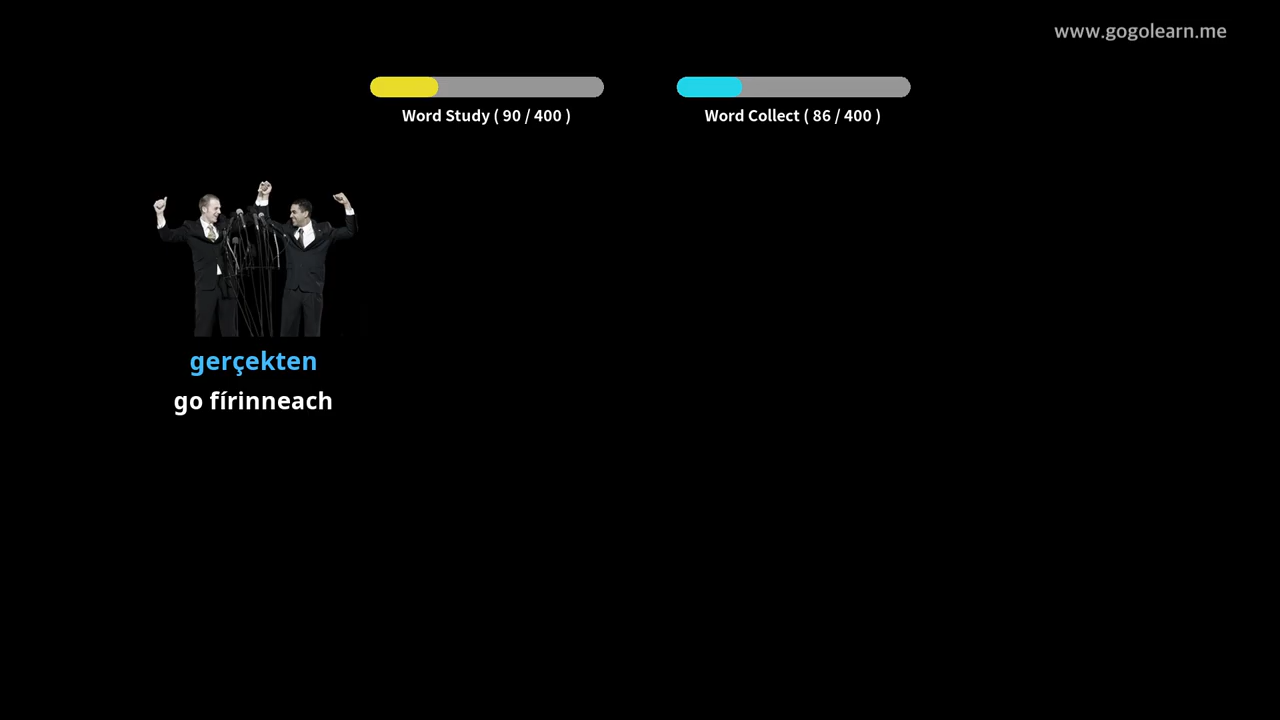 www.gogolearn.me
Word Study ( 90 / 400 )
Word Collect ( 86 / 400 )
gerçekten
go fírinneach